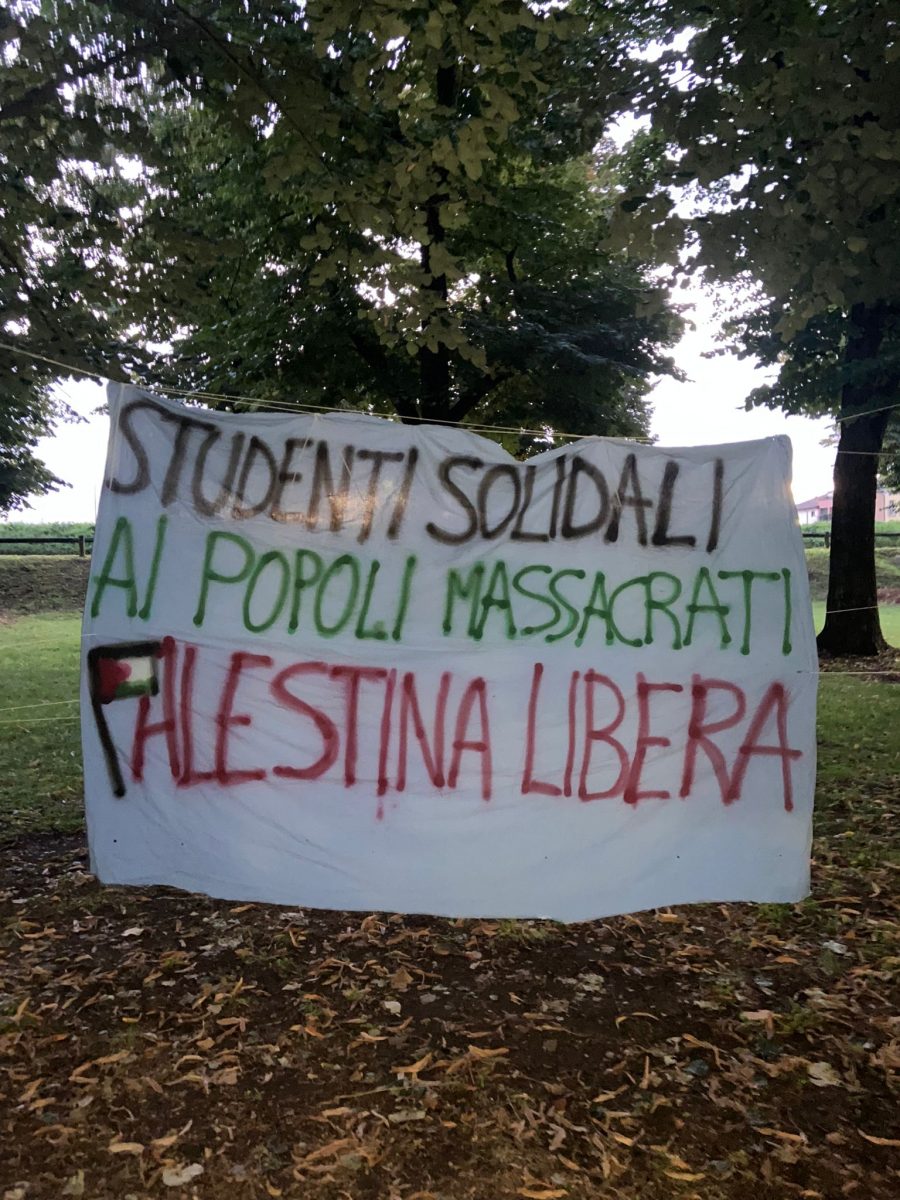 STUDENTI SOLIDALI
AI POPOLI MASSACRATI
PALESTINA LIBERA